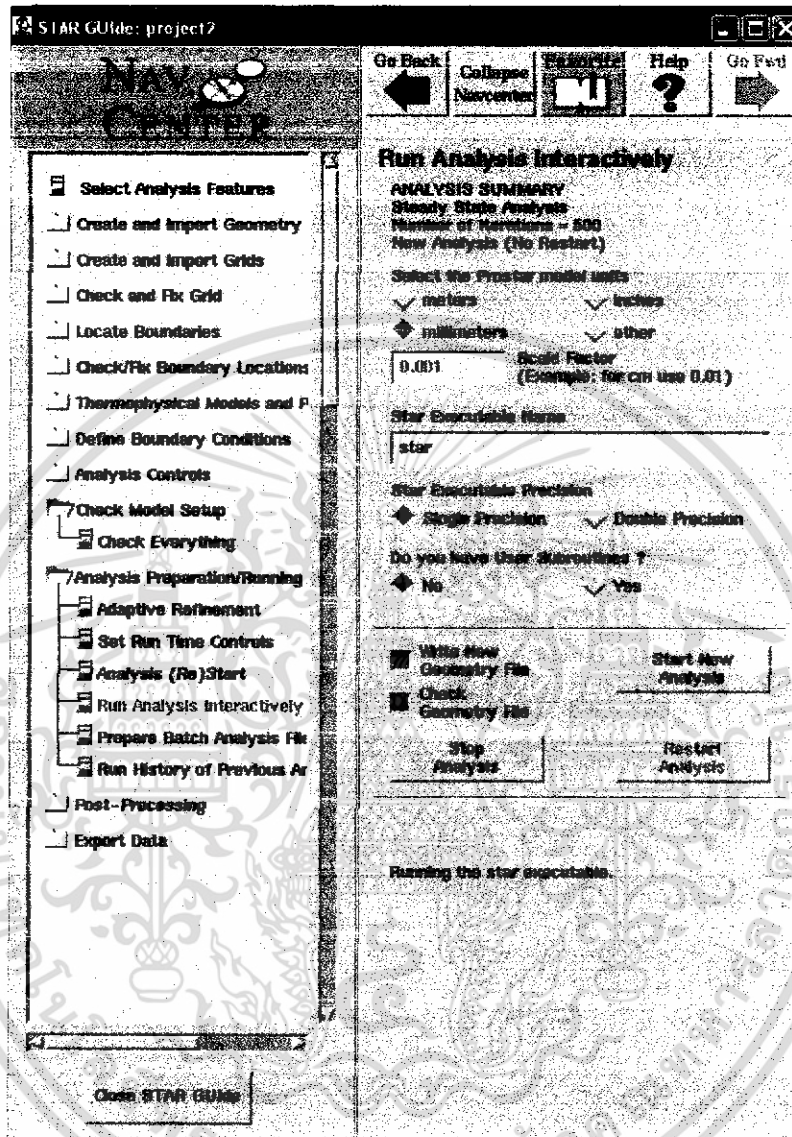 STAR GUIde: project2
NAV
CENTER
Select Analysis Features
Create and Import Geometry
Create and Import Grids
Check and Fix Grid
Locate Boundaries
Check/Fix Boundary Locations
Thermophysical Models and P
Define Boundary Conditions
Analysis Controls
Check Model Setup
Check Everything
Analysis Preparation/Running
Adaptive Refinement
Set Run Time Controls
Analysis (Re)Start
Run Analysis Interactively
Prepare Batch Analysis File
Run History of Previous An
Post-Processing
Export Data
Close STAR GUIde
Go Back
Collapse Navcenter
Favorite
Help
Go Fwd
Run Analysis Interactively
ANALYSIS SUMMARY
Steady State Analysis
Number of Iterations = 500
New Analysis (No Restart)
Select the Prostar model units
meters inches
millimeters other
0.001 Scale Factor
(Example: for cm use 0.01)
Star Executable Name
star
Star Executable Precision
Single Precision Double Precision
Do you have User Subroutines ?
No Yes
Write New Geometry File
Start New Analysis
Check Geometry File
Stop Analysis
Restart Analysis
Running the star executable.